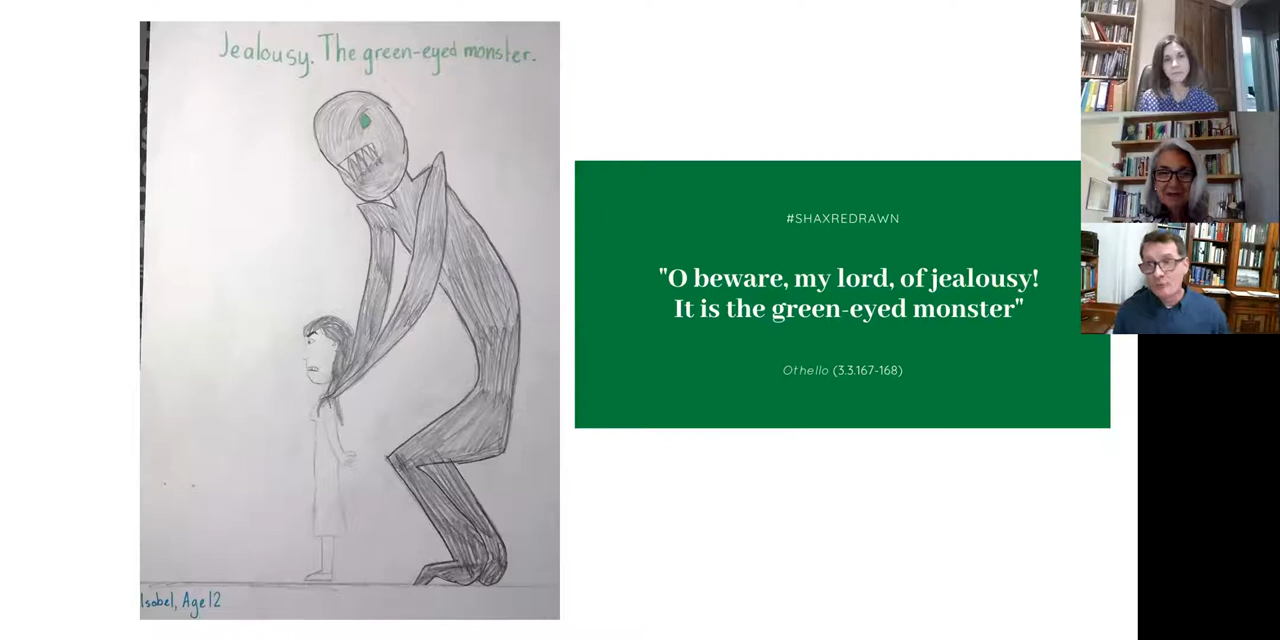 Jealousy. The green-eyed monster.
Isobel, Age 12
#SHAXREDRAWN
"O beware, my lord, of jealousy!
It is the green-eyed monster"
Othello (3.3.167-168)